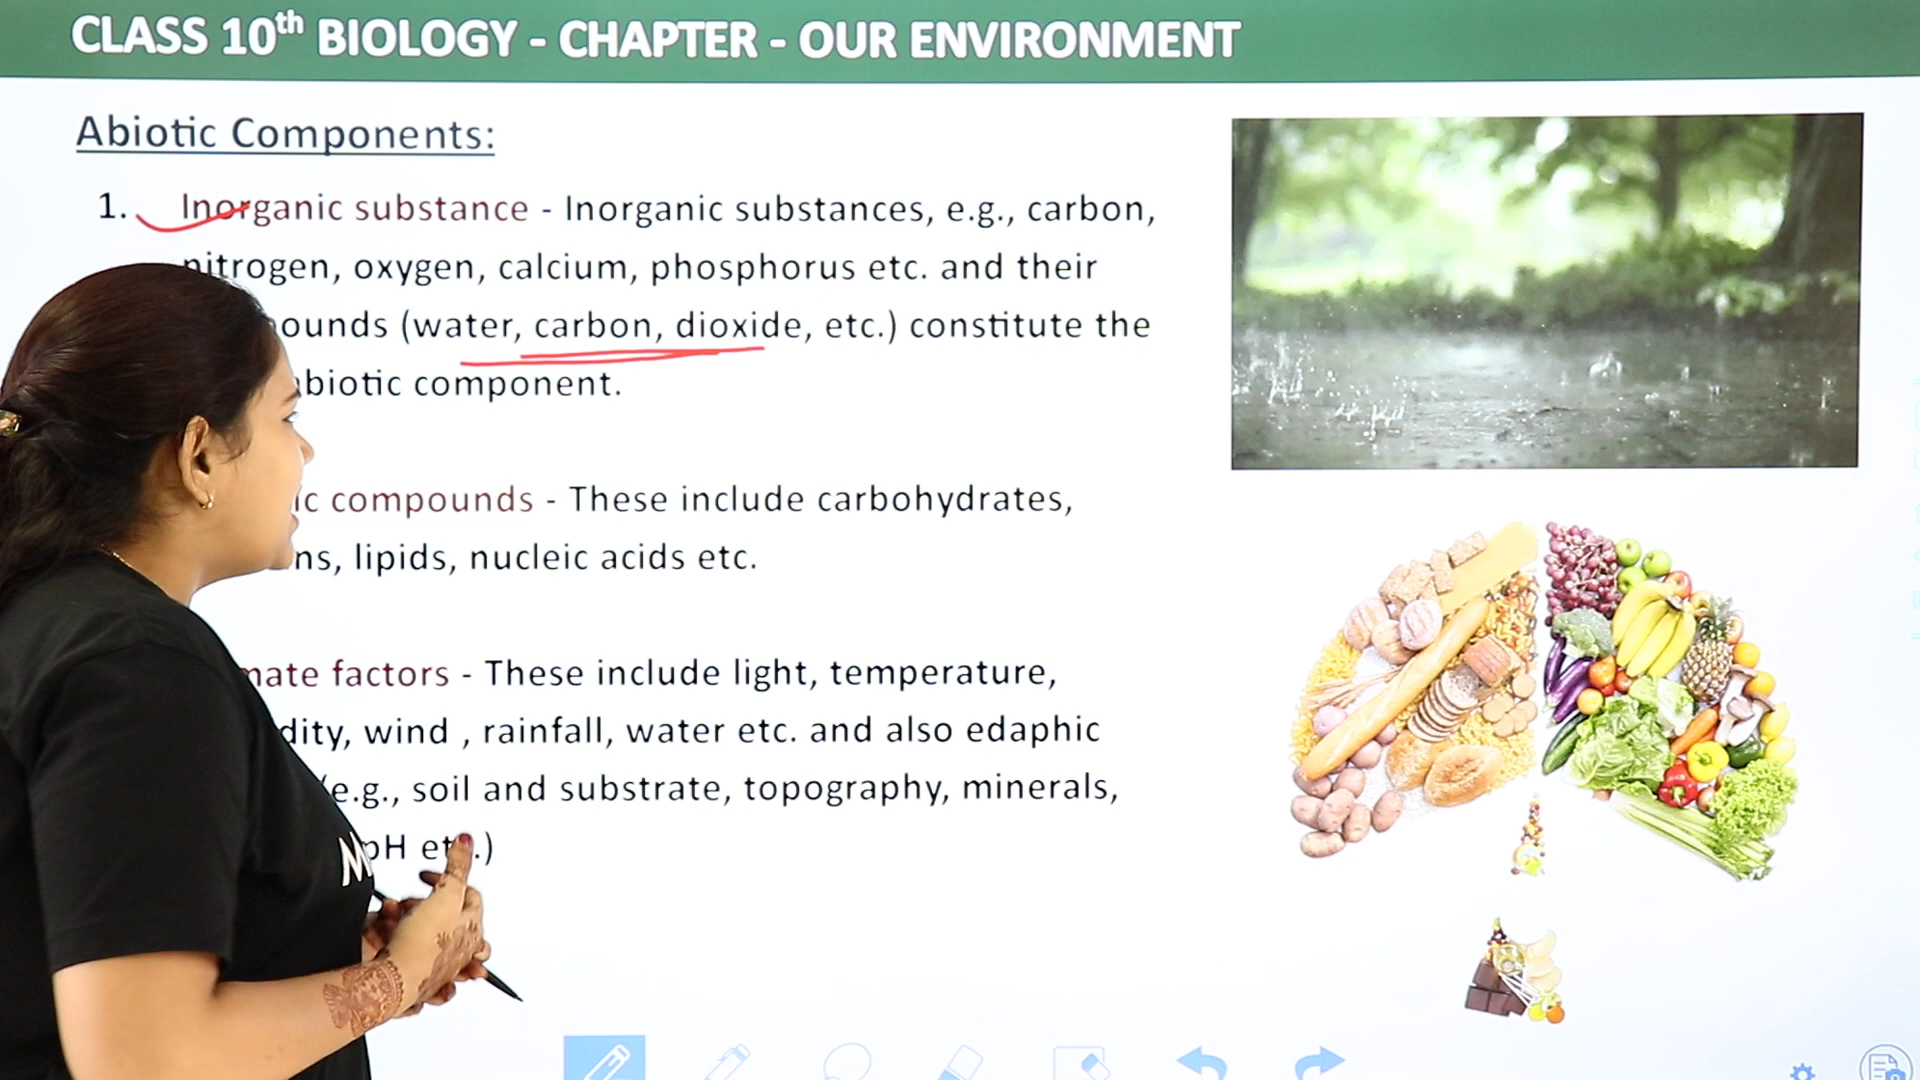 CLASS 10th BIOLOGY - CHAPTER - OUR ENVIRONMENT
Abiotic Components:
1. Inorganic substance - Inorganic substances, e.g., carbon,
nitrogen, oxygen, calcium, phosphorus etc. and their
ounds (water, carbon, dioxide, etc.) constitute the
biotic component.
ic compounds - These include carbohydrates,
ns, lipids, nucleic acids etc.
mate factors - These include light, temperature,
dity, wind , rainfall, water etc. and also edaphic
e.g., soil and substrate, topography, minerals,
pH etc.)
M